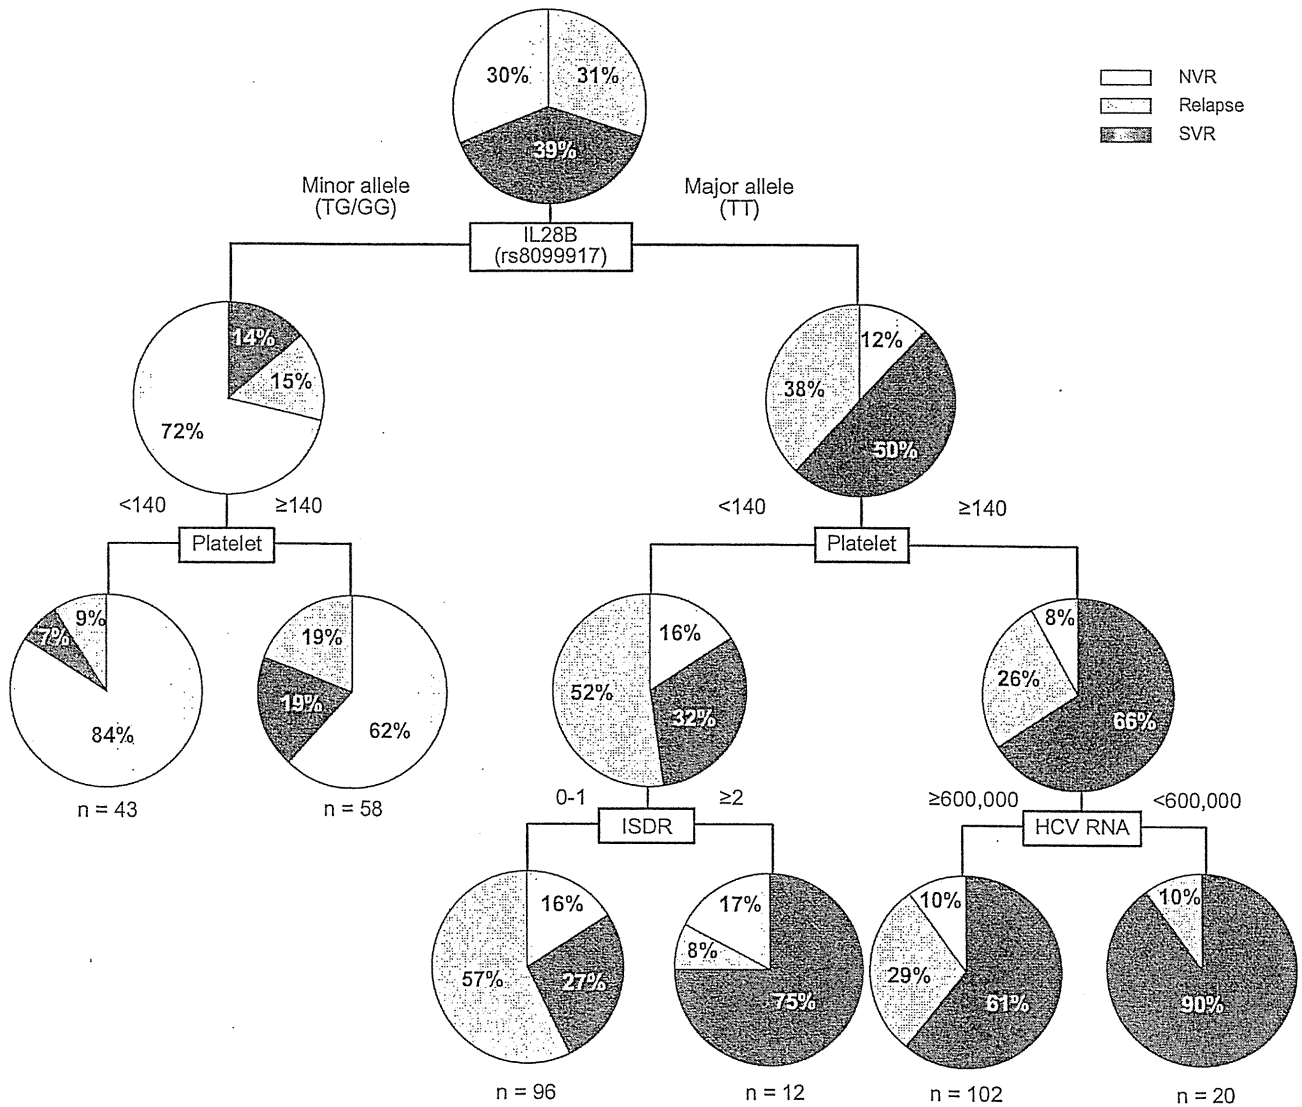 30%
31%
39%
NVR
Relapse
SVR
Minor allele
(TG/GG)
Major allele
(TT)
IL28B
(rs8099917)
14%
15%
72%
12%
38%
50%
<140
≥140
Platelet
<140
≥140
Platelet
9%
7%
84%
n = 43
19%
19%
62%
n = 58
16%
52%
32%
8%
26%
66%
0-1
≥2
ISDR
≥600,000
<600,000
HCV RNA
16%
57%
27%
n = 96
17%
8%
75%
n = 12
10%
29%
61%
n = 102
10%
90%
n = 20